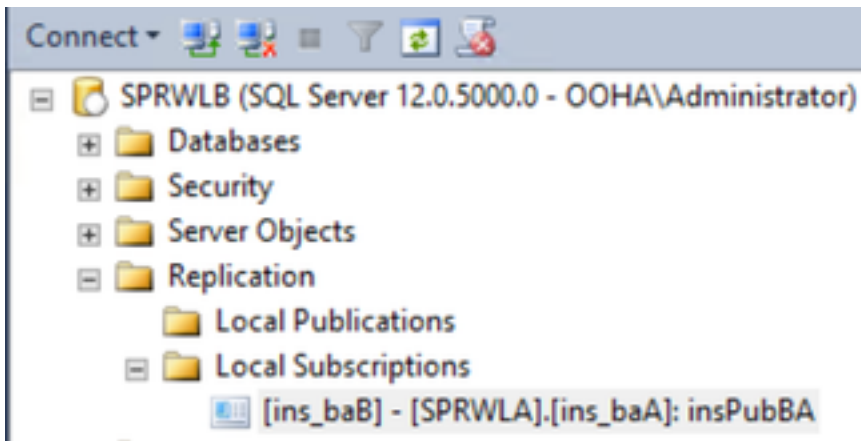 Connect
SPRWLB (SQL Server 12.0.5000.0 - OOHA\Administrator)
Databases
Security
Server Objects
Replication
Local Publications
Local Subscriptions
[ins_baB] - [SPRWLA].[ins_baA]: insPubBA